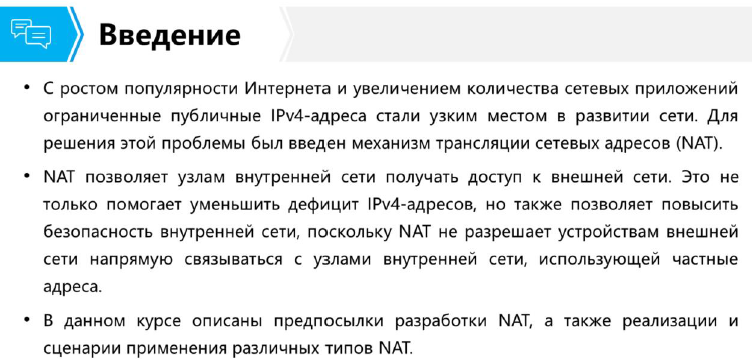 Введение
• С ростом популярности Интернета и увеличением количества сетевых приложений
ограниченные публичные IPv4-адреса стали узким местом в развитии сети. Для
решения этой проблемы был введен механизм трансляции сетевых адресов (NAT).
• NAT позволяет узлам внутренней сети получать доступ к внешней сети. Это не
только помогает уменьшить дефицит IPv4-адресов, но также позволяет повысить
безопасность внутренней сети, поскольку NAT не разрешает устройствам внешней
сети напрямую связываться с узлами внутренней сети, использующей частные
адреса.
• В данном курсе описаны предпосылки разработки NAT, а также реализации и
сценарии применения различных типов NAT.